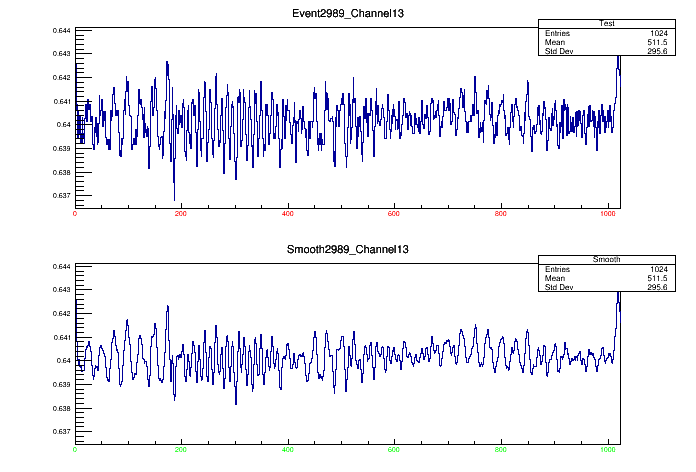 Event2989_Channel13
Test
Entries 1024
Mean 511.5
Std Dev 295.6
0.644
0.643
0.642
0.641
0.64
0.639
0.638
0.637
0 200 400 600 800 1000
Smooth2989_Channel13
Smooth
Entries 1024
Mean 511.5
Std Dev 295.6
0.644
0.643
0.642
0.641
0.64
0.639
0.638
0.637
0 200 400 600 800 1000